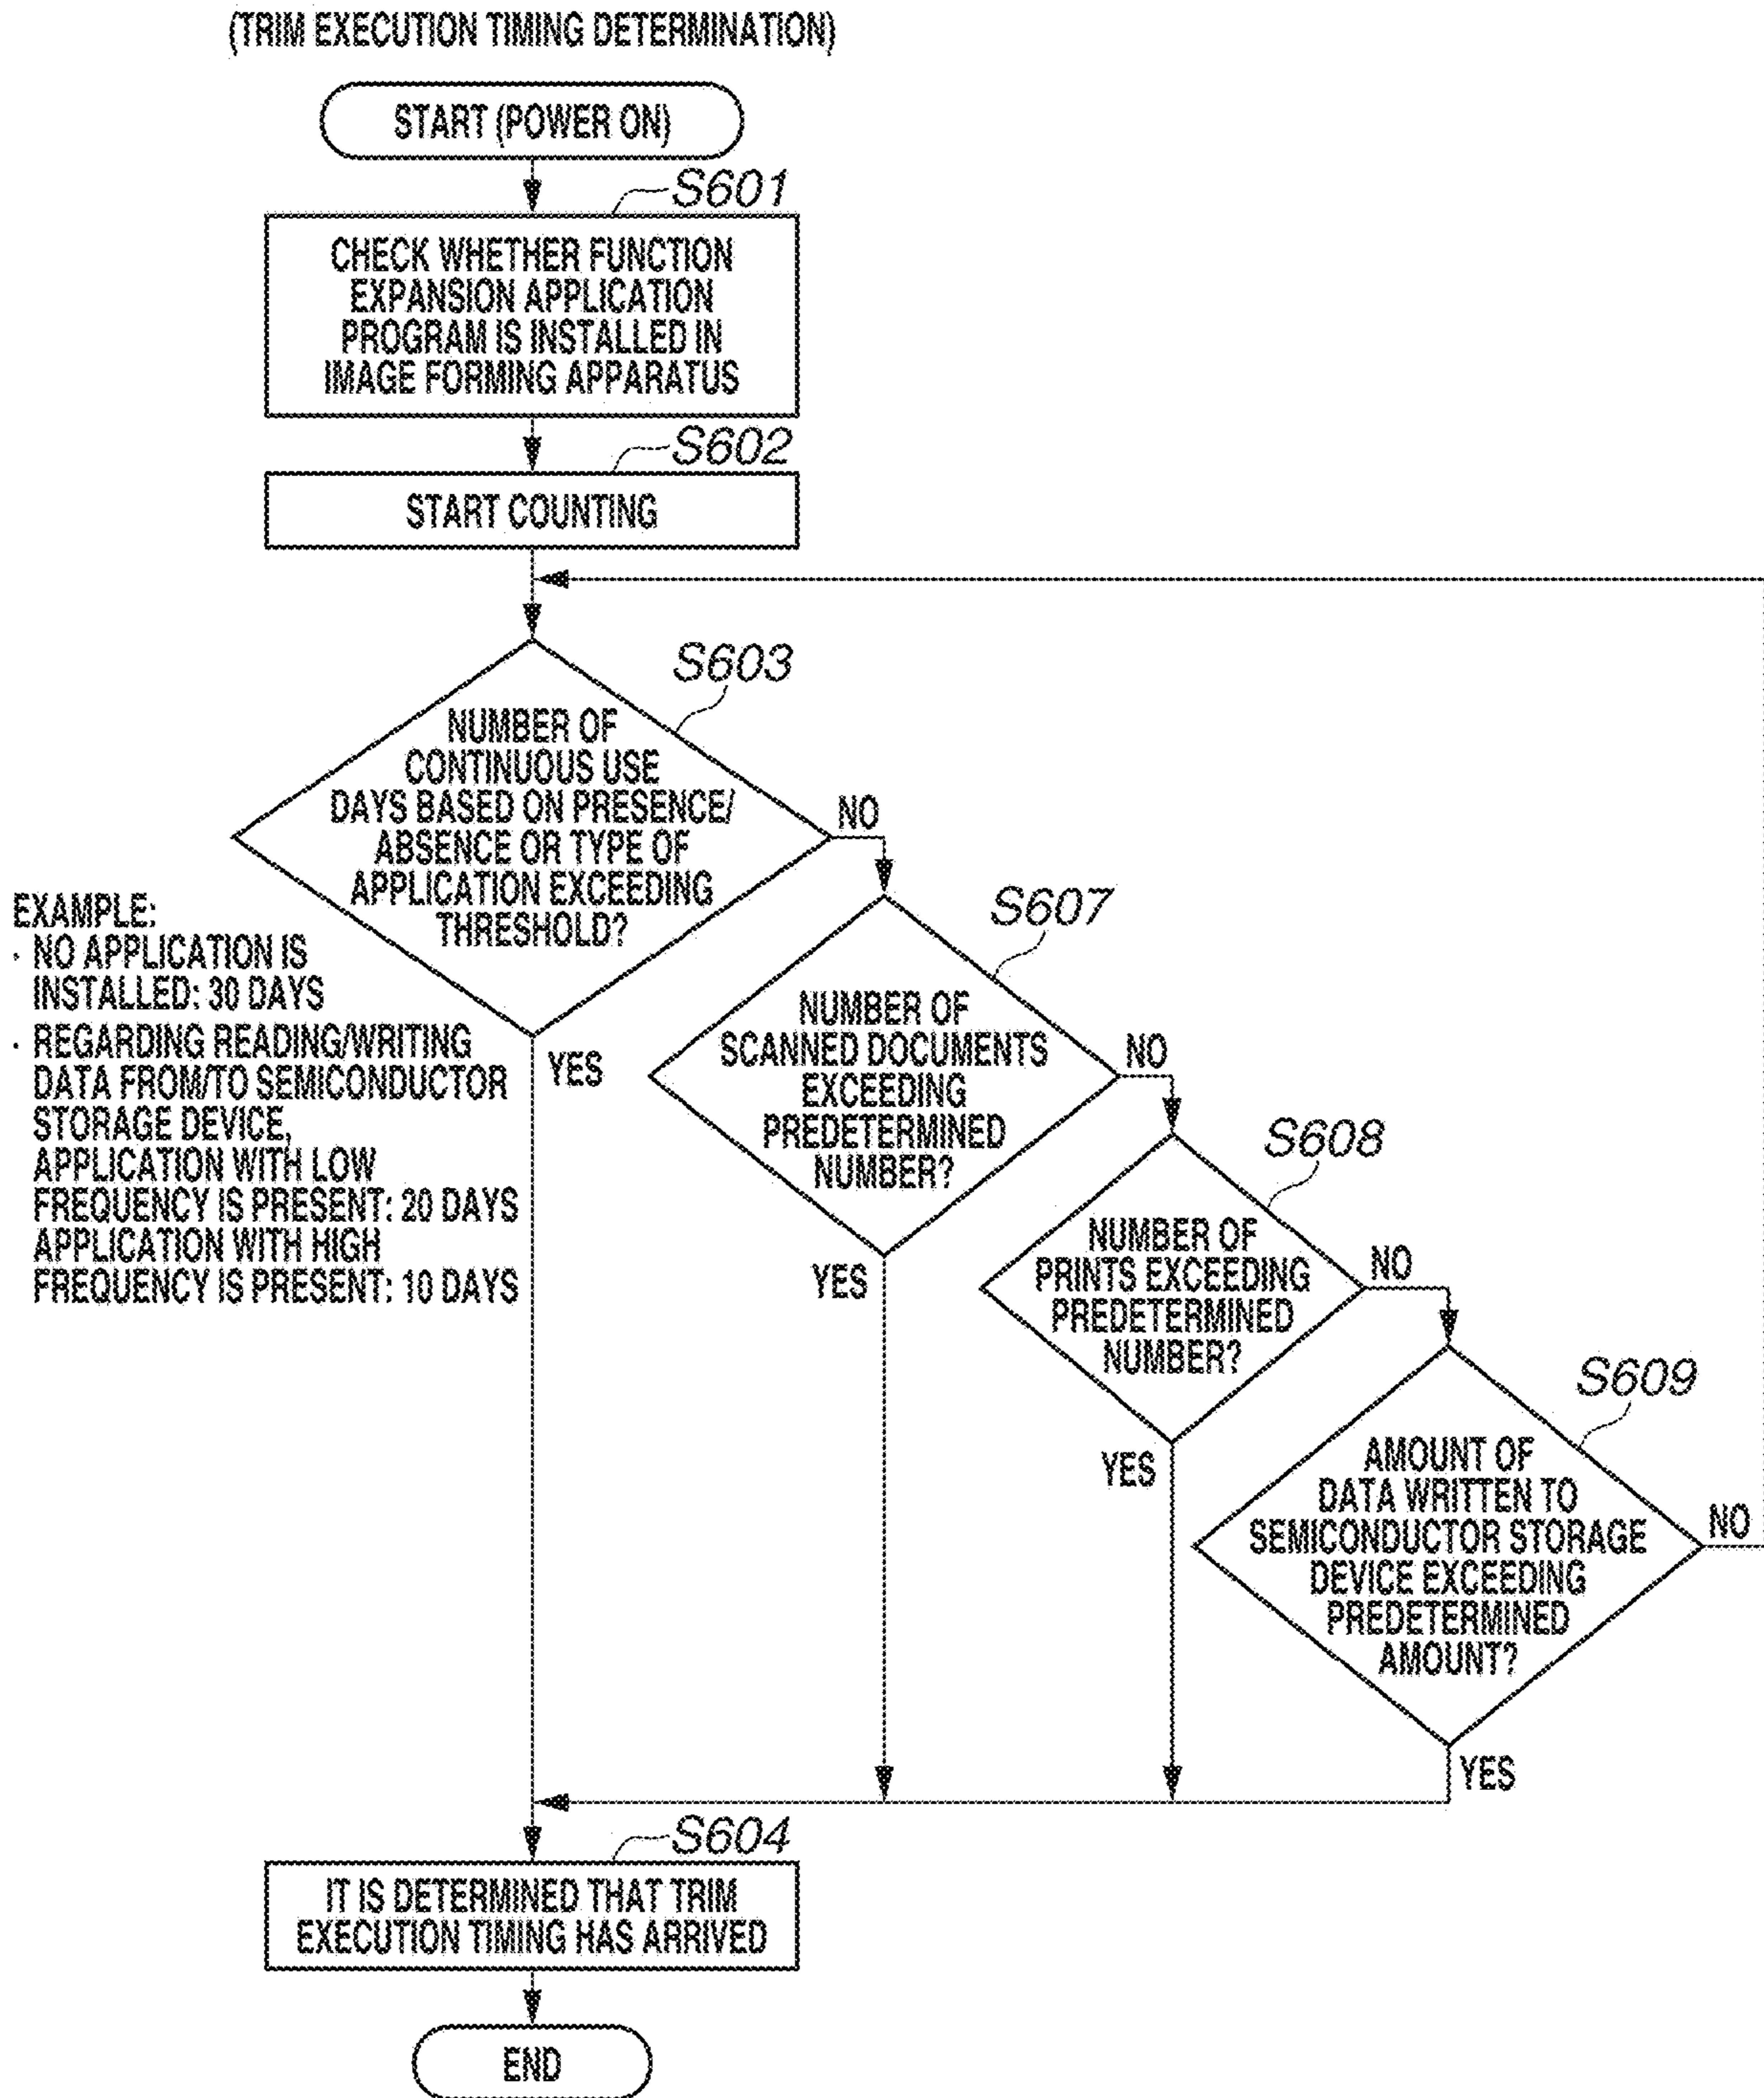 (TRIM EXECUTION TIMING DETERMINATION)
START (POWER ON)
S601
CHECK WHETHER FUNCTION
EXPANSION APPLICATION
PROGRAM IS INSTALLED IN
IMAGE FORMING APPARATUS
S602
START COUNTING
S603
NUMBER OF
CONTINUOUS USE
DAYS BASED ON PRESENCE/
ABSENCE OR TYPE OF
APPLICATION EXCEEDING
THRESHOLD?
NO
YES
EXAMPLE:
· NO APPLICATION IS
INSTALLED: 30 DAYS
· REGARDING READING/WRITING
DATA FROM/TO SEMICONDUCTOR
STORAGE DEVICE,
APPLICATION WITH LOW
FREQUENCY IS PRESENT: 20 DAYS
APPLICATION WITH HIGH
FREQUENCY IS PRESENT: 10 DAYS
S607
NUMBER OF
SCANNED DOCUMENTS
EXCEEDING
PREDETERMINED
NUMBER?
NO
YES
S608
NUMBER OF
PRINTS EXCEEDING
PREDETERMINED
NUMBER?
NO
YES
S609
AMOUNT OF
DATA WRITTEN TO
SEMICONDUCTOR STORAGE
DEVICE EXCEEDING
PREDETERMINED
AMOUNT?
NO
YES
S604
IT IS DETERMINED THAT TRIM
EXECUTION TIMING HAS ARRIVED
END